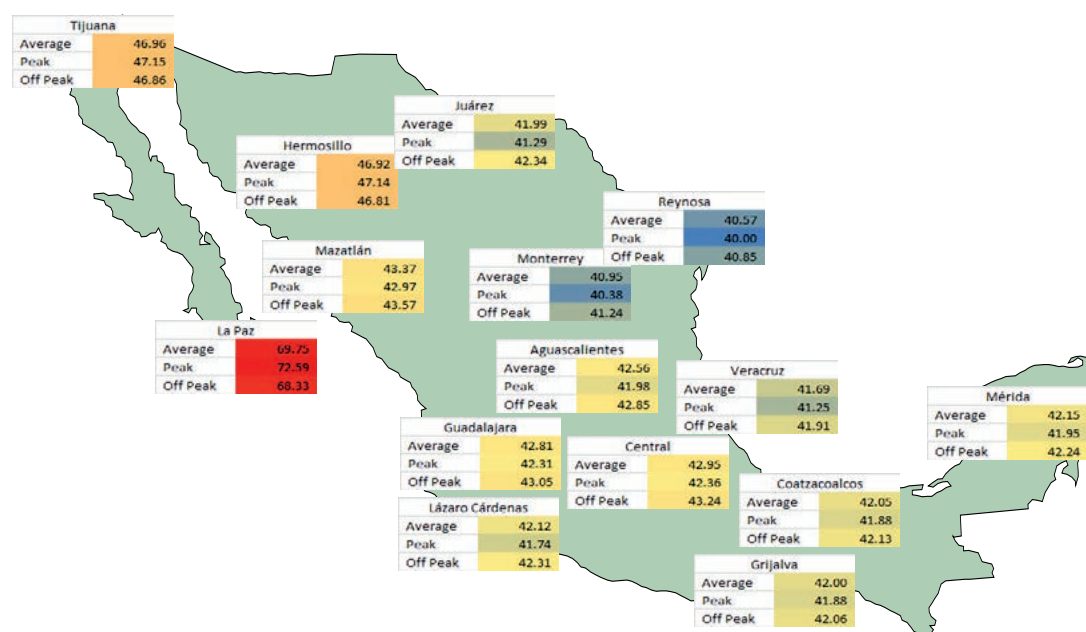 Tijuana
Average 46.96
Peak 47.15
Off Peak 46.86
Juárez
Average 41.99
Peak 41.29
Off Peak 42.34
Hermosillo
Average 46.92
Peak 47.14
Off Peak 46.81
Reynosa
Average 40.57
Peak 40.00
Off Peak 40.85
Mazatlán
Average 43.37
Peak 42.97
Off Peak 43.57
Monterrey
Average 40.95
Peak 40.38
Off Peak 41.24
La Paz
Average 69.75
Peak 72.59
Off Peak 68.33
Aguascalientes
Average 42.56
Peak 41.98
Off Peak 42.85
Veracruz
Average 41.69
Peak 41.25
Off Peak 41.91
Mérida
Average 42.15
Peak 41.95
Off Peak 42.24
Guadalajara
Average 42.81
Peak 42.31
Off Peak 43.05
Central
Average 42.95
Peak 42.36
Off Peak 43.24
Coatzacoalcos
Average 42.05
Peak 41.88
Off Peak 42.13
Lázaro Cárdenas
Average 42.12
Peak 41.74
Off Peak 42.31
Grijalva
Average 42.00
Peak 41.88
Off Peak 42.06